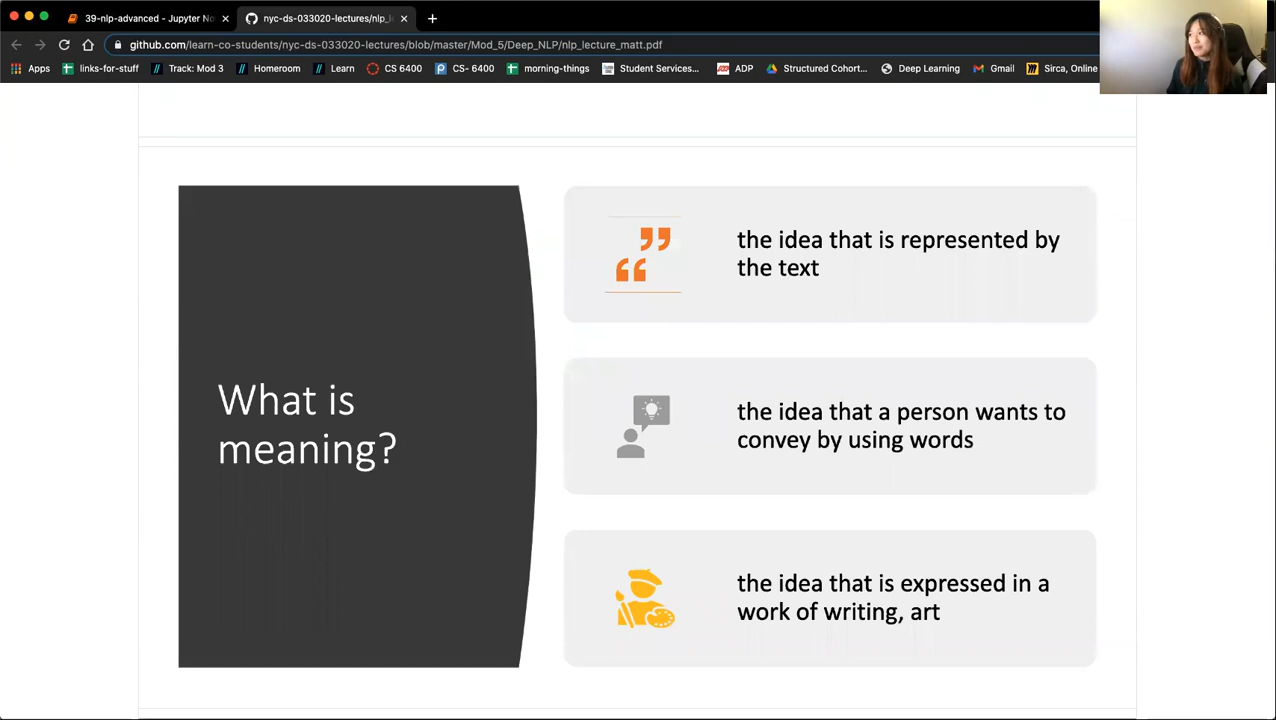 39-nlp-advanced - Jupyter No
nyc-ds-033020-lectures/nlp_l
github.com/learn-co-students/nyc-ds-033020-lectures/blob/master/Mod_5/Deep_NLP/nlp_lecture_matt.pdf
Apps links-for-stuff Track: Mod 3 Homeroom Learn CS 6400 CS- 6400 morning-things Student Services... ADP Structured Cohort... Deep Learning Gmail Sirca, Online
What is
meaning?
the idea that is represented by
the text
the idea that a person wants to
convey by using words
the idea that is expressed in a
work of writing, art